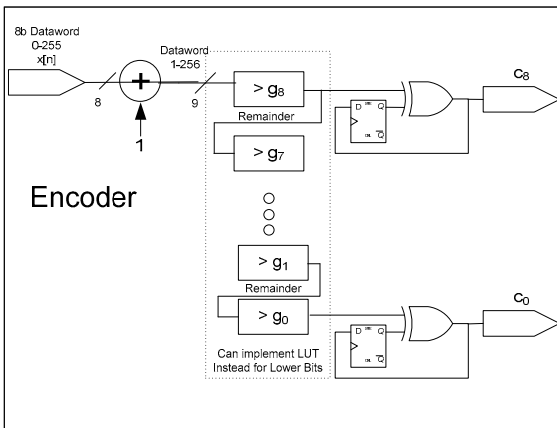 8b Dataword
0-255
x[n]
8
+
1
Dataword
1-256
9
> g8
Remainder
> g7
> g1
Remainder
> g0
Can implement LUT
Instead for Lower Bits
Encoder
D
Q
Q
C8
D
Q
Q
C0